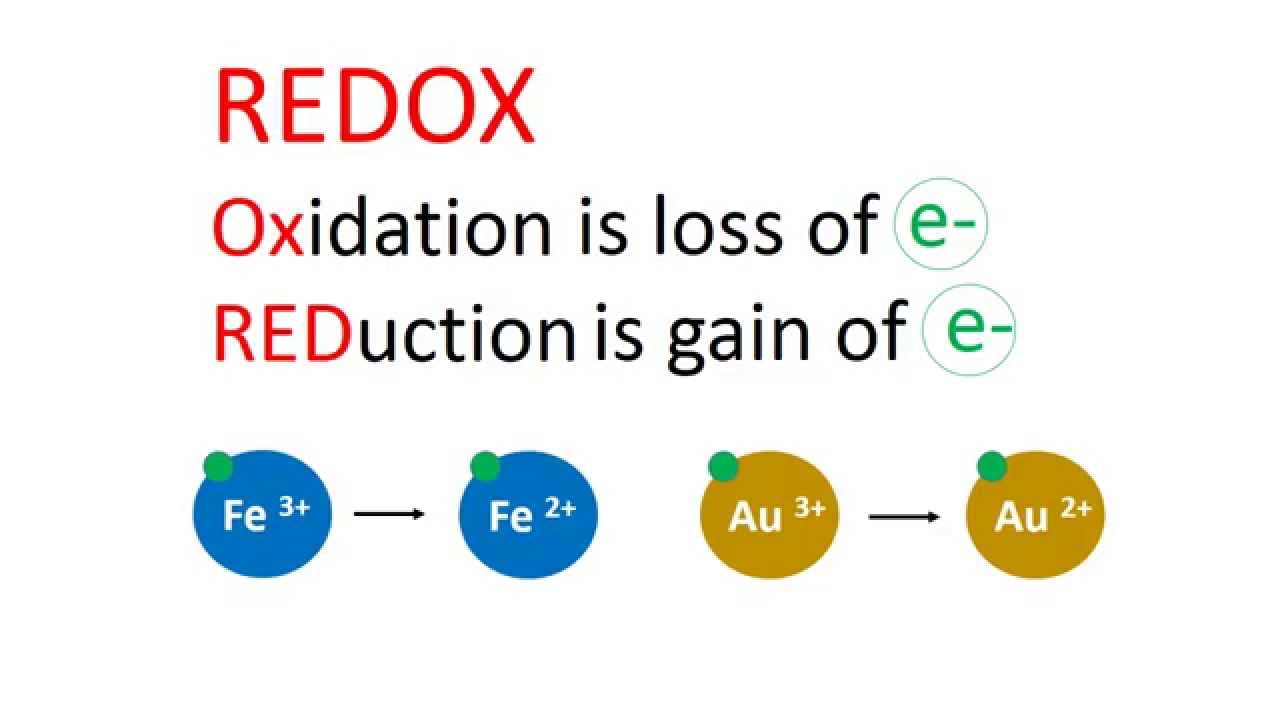 REDOX
Oxidation is loss of e-
REDuction is gain of e-
Fe 3+ Fe 2+ Au 3+ Au 2+